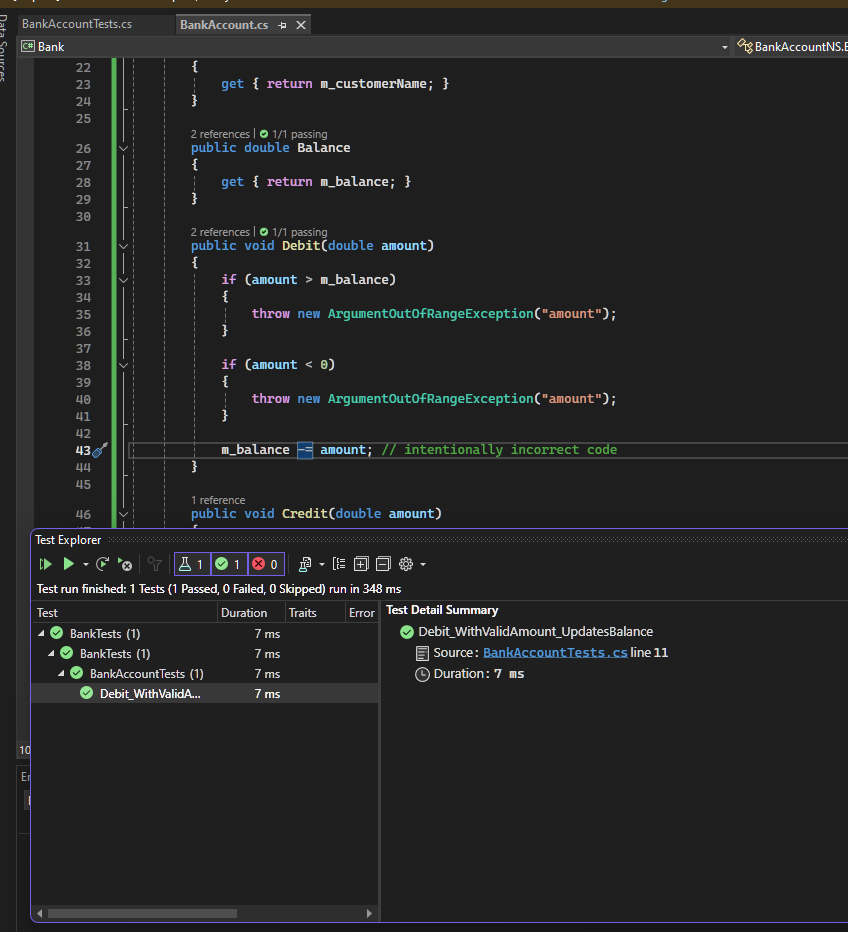 Data Sources
BankAccountTests.cs
BankAccount.cs
C# Bank
BankAccountNS.B
22 {
23 get { return m_customerName; }
24 }
25
2 references | 1/1 passing
26 public double Balance
27 {
28 get { return m_balance; }
29 }
30
2 references | 1/1 passing
31 public void Debit(double amount)
32 {
33 if (amount > m_balance)
34 {
35 throw new ArgumentOutOfRangeException("amount");
36 }
37
38 if (amount < 0)
39 {
40 throw new ArgumentOutOfRangeException("amount");
41 }
42
43 m_balance -= amount; // intentionally incorrect code
44 }
45
1 reference
46 public void Credit(double amount)
Test Explorer
1 1 0
Test run finished: 1 Tests (1 Passed, 0 Failed, 0 Skipped) run in 348 ms
Test Duration Traits Error
BankTests (1) 7 ms
BankTests (1) 7 ms
BankAccountTests (1) 7 ms
Debit_WithValidA... 7 ms
Test Detail Summary
Debit_WithValidAmount_UpdatesBalance
Source: BankAccountTests.cs line 11
Duration: 7 ms
10
Er